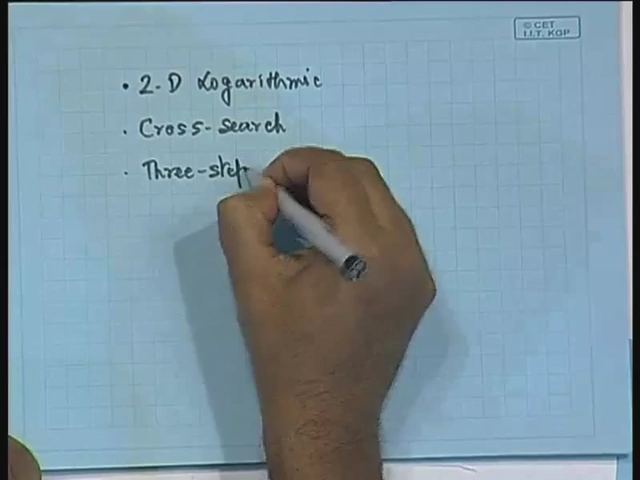 © CET
I.I.T. KGP
• 2-D Logarithmic
• Cross-search
• Three-step